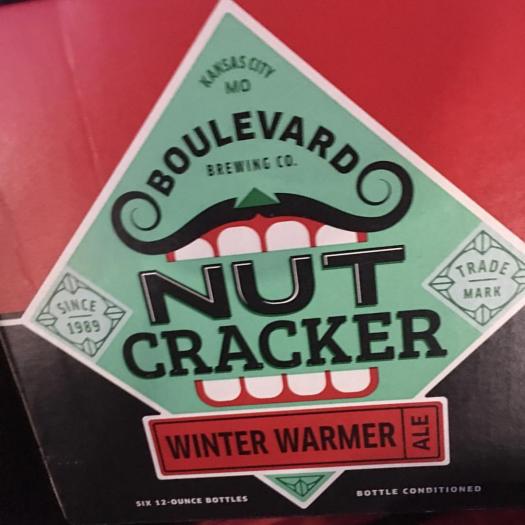 KANSAS CITY
MO
BOULEVARD
BREWING CO.
NUT
CRACKER
SINCE
1989
TRADE
MARK
WINTER WARMER
ALE
SIX 12-OUNCE BOTTLES
BOTTLE CONDITIONED